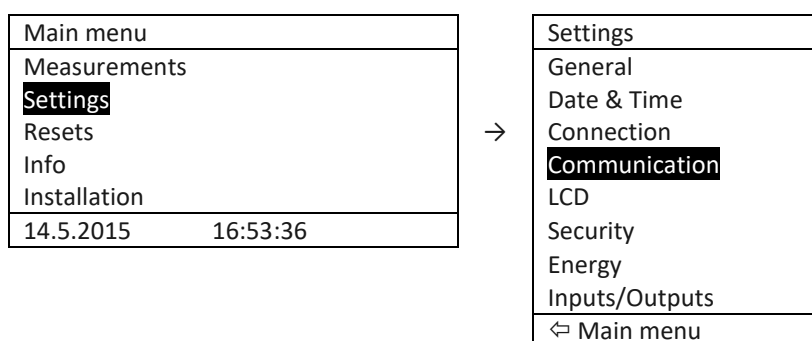 Main menu
Measurements
Settings
Resets
Info
Installation
14.5.2015 16:53:36
→
Settings
General
Date & Time
Connection
Communication
LCD
Security
Energy
Inputs/Outputs
⇦ Main menu